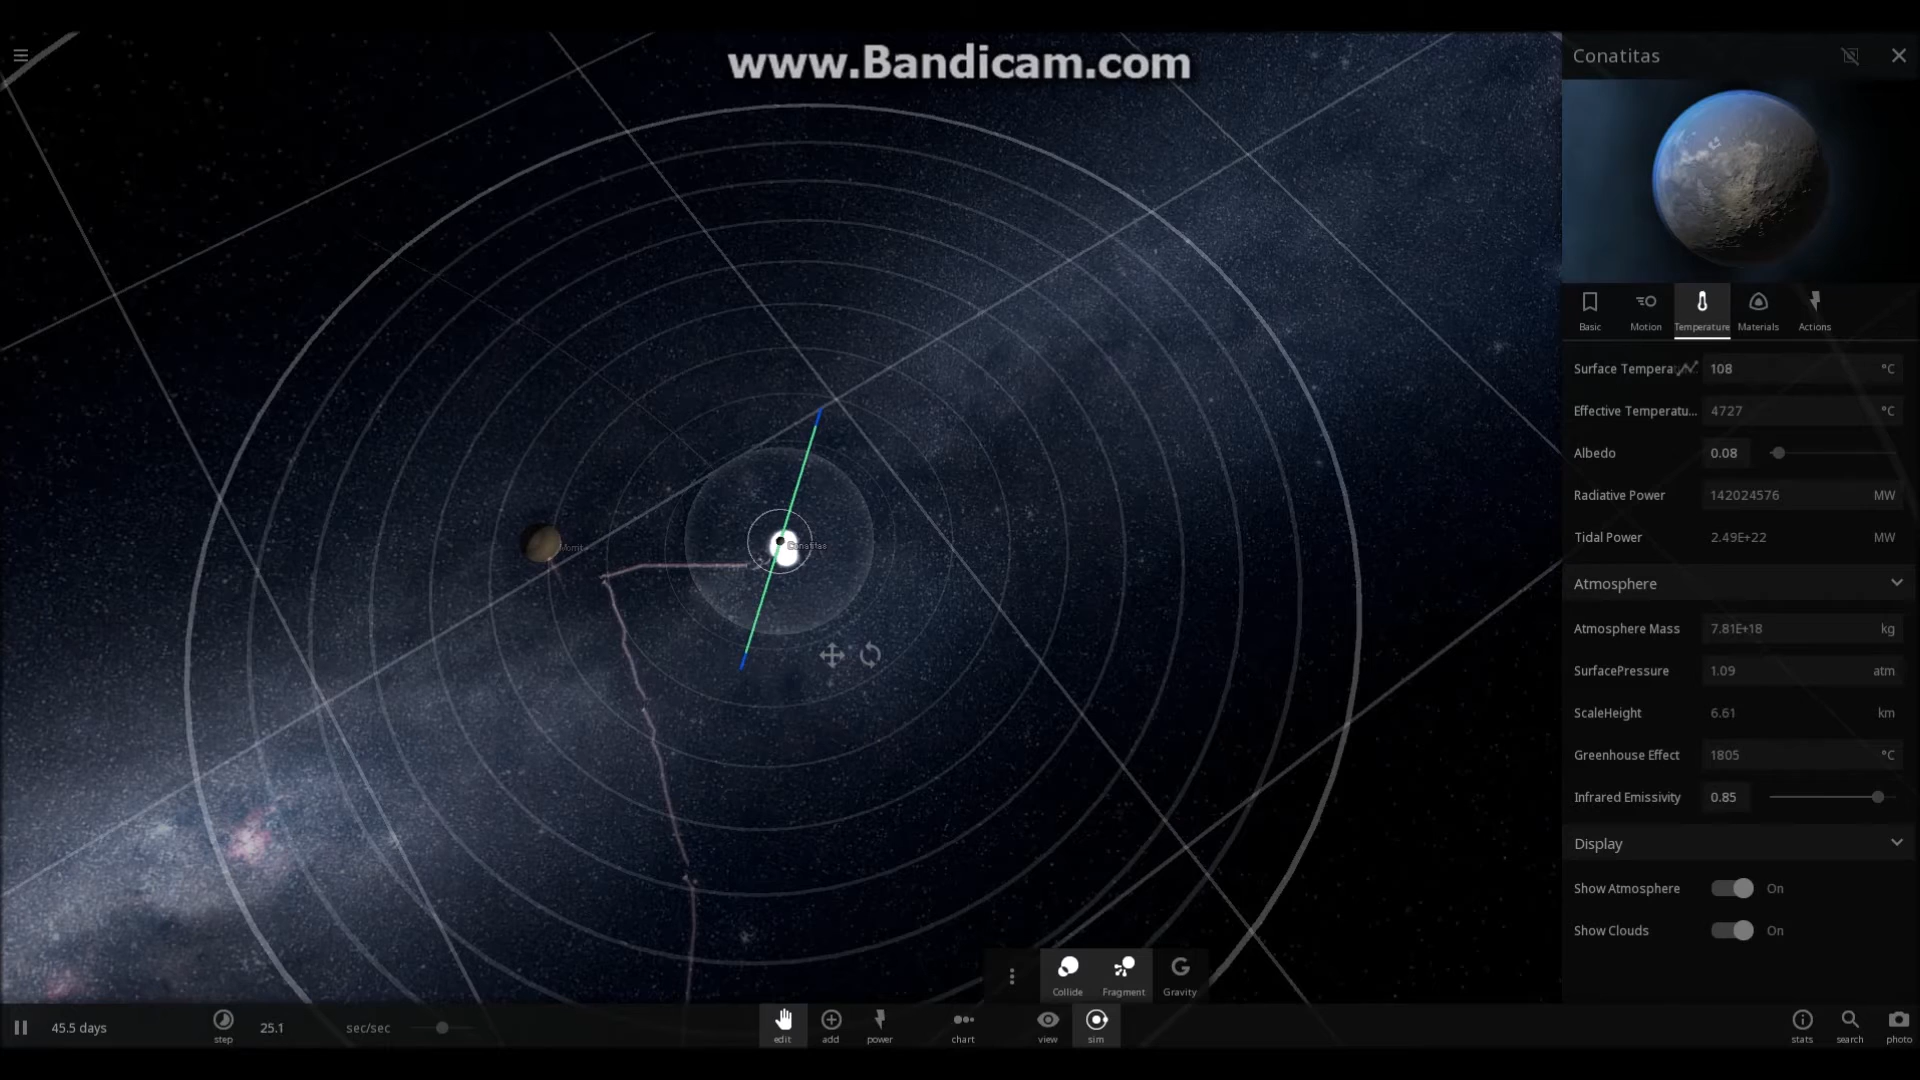 www.Bandicam.com
Conatitas
Basic Motion Temperature Materials Actions
Surface Tempera 108 °C
Effective Temperatu... 4727 °C
Albedo 0.08
Radiative Power 142024576 MW
Tidal Power 2.49E+22 MW
Atmosphere
Atmosphere Mass 7.81E+18 kg
SurfacePressure 1.09 atm
ScaleHeight 6.61 km
Greenhouse Effect 1805 °C
Infrared Emissivity 0.85
Display
Show Atmosphere On
Show Clouds On
Conatitas
Collide Fragment Gravity
45.5 days step 25.1 sec/sec edit add power chart view sim stats search photo